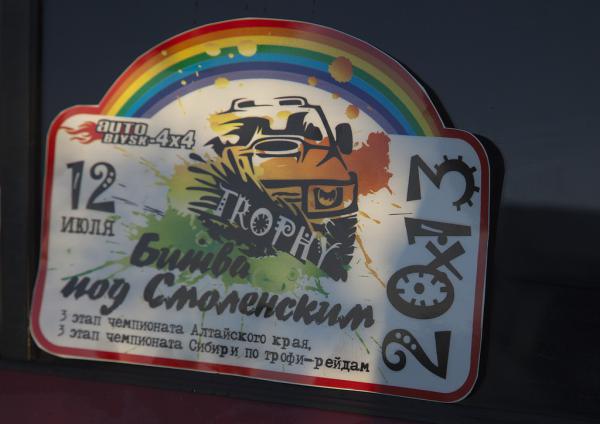 AUTO
BIYSK-4x4
12
ИЮЛЯ
TROPHY
Битва
под Смоленским
3 этап чемпионата Алтайского края,
3 этап чемпионата Сибири по трофи-рейдам
20x13